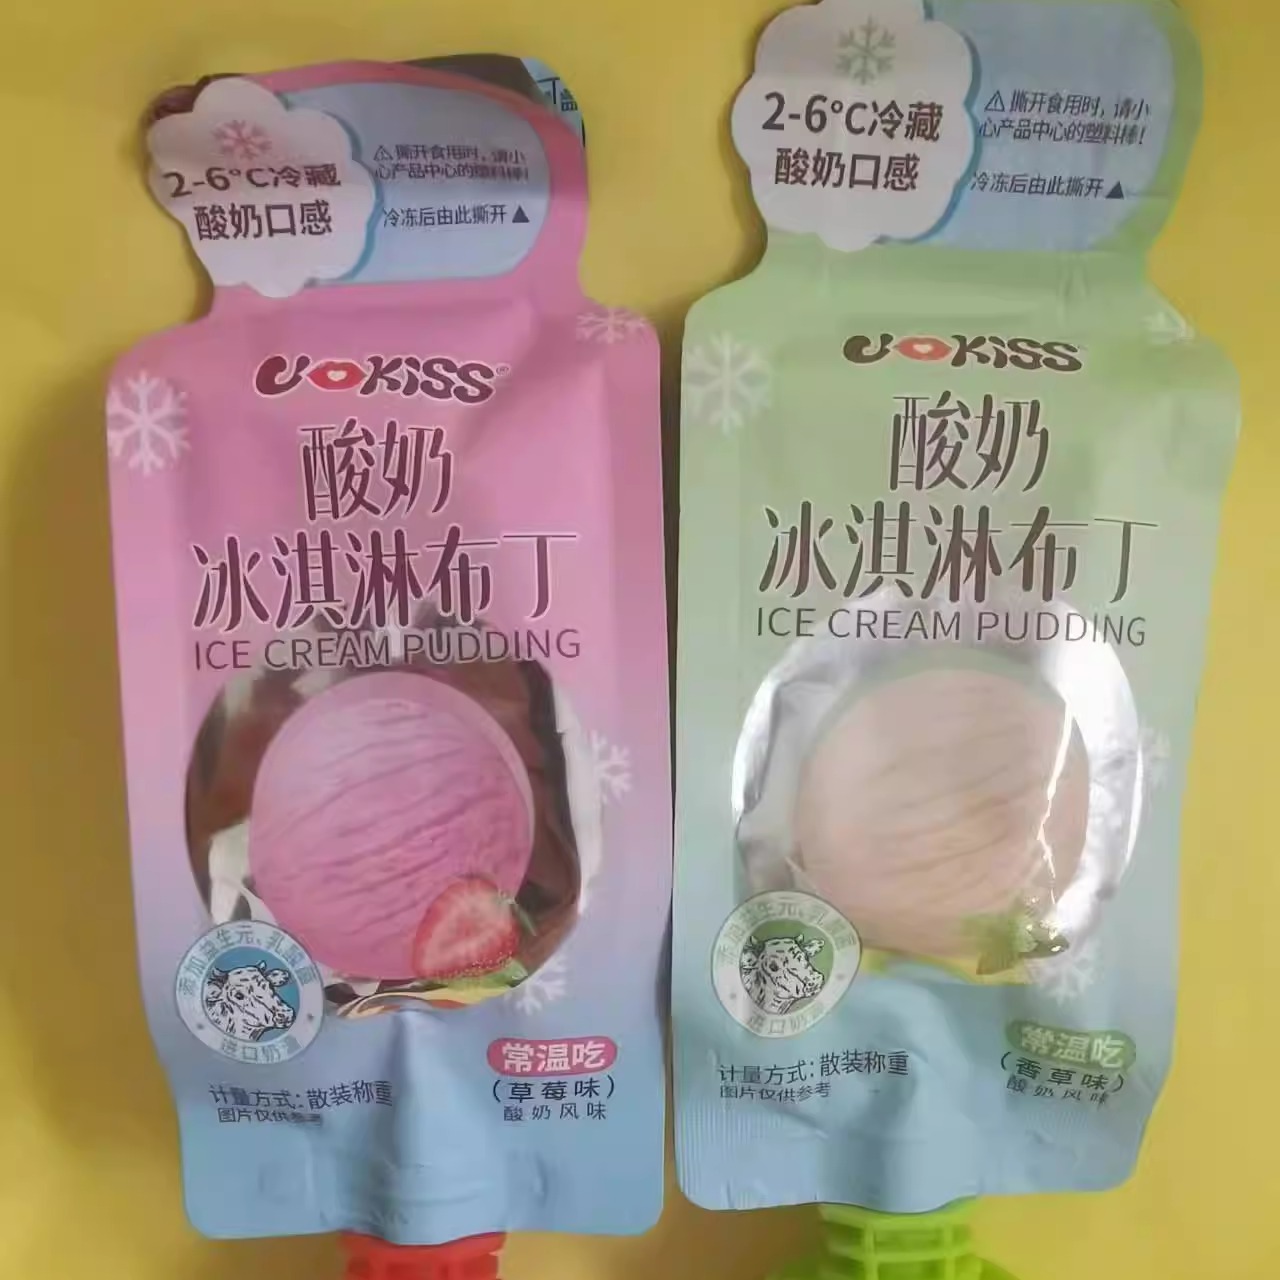 2-6°C冷藏
酸奶口感
⚠撕开食用时，请小
心产品中心的塑料棒！
冷冻后由此撕开▲
UOKiSS®
酸奶
冰淇淋布丁
ICE CREAM PUDDING
添加益生元、乳酸菌
进口奶源
计量方式：散装称重
图片仅供参考
常温吃
（草莓味）
酸奶风味
2-6°C冷藏
酸奶口感
⚠撕开食用时，请小
心产品中心的塑料棒！
冷冻后由此撕开▲
UOKiSS
酸奶
冰淇淋布丁
ICE CREAM PUDDING
添加益生元、乳酸菌
进口奶源
计量方式：散装称重
图片仅供参考
常温吃
（香草味）
酸奶风味